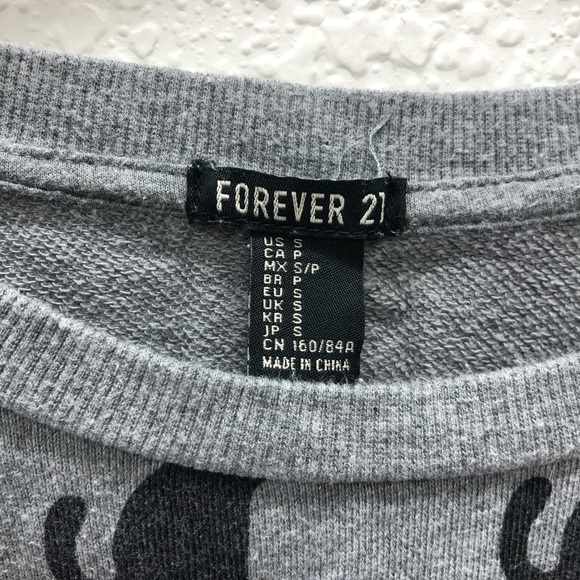 FOREVER 21
US S
CA P
MX S/P
BR P
EU S
UK S
KR S
JP S
CN 160/84A
MADE IN CHINA